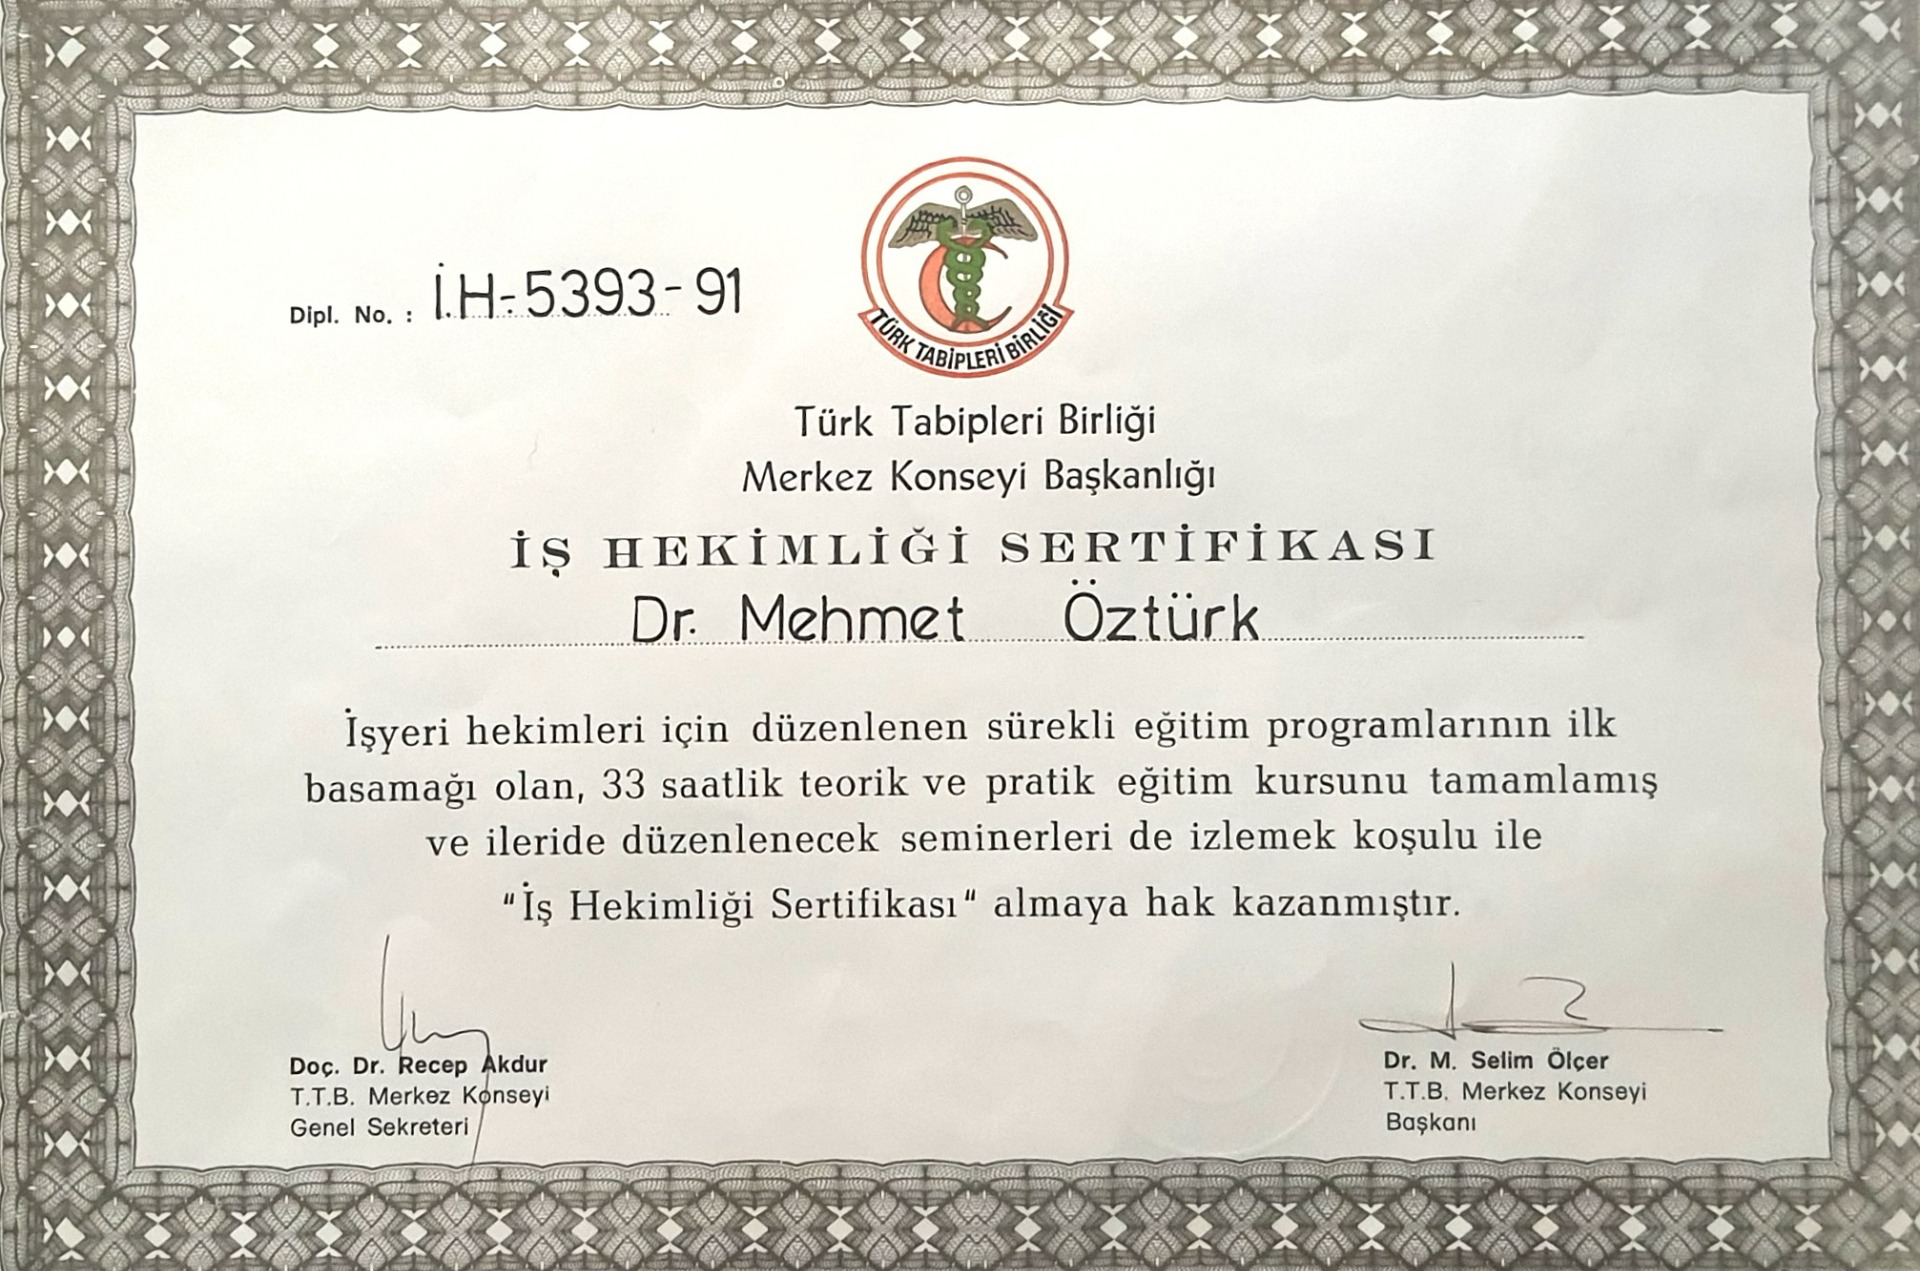 Dipl. No. : İ.H-5393-91
TÜRK TABİPLERİ BİRLİĞİ
Türk Tabipleri Birliği
Merkez Konseyi Başkanlığı
İŞ HEKİMLİĞİ SERTİFİKASI
Dr. Mehmet Öztürk
İşyeri hekimleri için düzenlenen sürekli eğitim programlarının ilk
basamağı olan, 33 saatlik teorik ve pratik eğitim kursunu tamamlamış
ve ileride düzenlenecek seminerleri de izlemek koşulu ile
"İş Hekimliği Sertifikası" almaya hak kazanmıştır.
Doç. Dr. Recep Akdur
T.T.B. Merkez Konseyi
Genel Sekreteri
Dr. M. Selim Ölçer
T.T.B. Merkez Konseyi
Başkanı